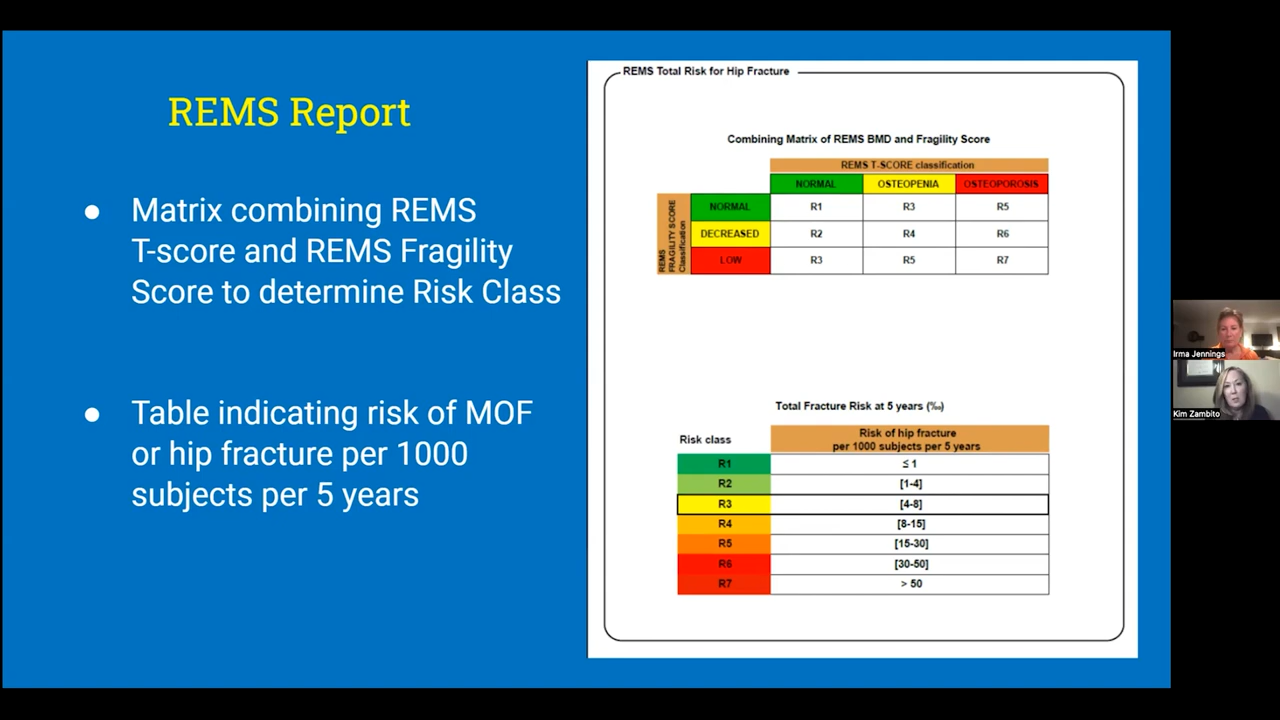 REMS Report
● Matrix combining REMS
T-score and REMS Fragility
Score to determine Risk Class
● Table indicating risk of MOF
or hip fracture per 1000
subjects per 5 years
REMS Total Risk for Hip Fracture
Combining Matrix of REMS BMD and Fragility Score
REMS T-SCORE classification
NORMAL OSTEOPENIA OSTEOPOROSIS
REMS
FRAGILITY SCORE
Classification
NORMAL R1 R3 R5
DECREASED R2 R4 R6
LOW R3 R5 R7
Total Fracture Risk at 5 years (‰)
Risk class
Risk of hip fracture
per 1000 subjects per 5 years
R1 ≤ 1
R2 [1-4]
R3 [4-8]
R4 [8-15]
R5 [15-30]
R6 [30-50]
R7 > 50
Irma Jennings
Kim Zambito